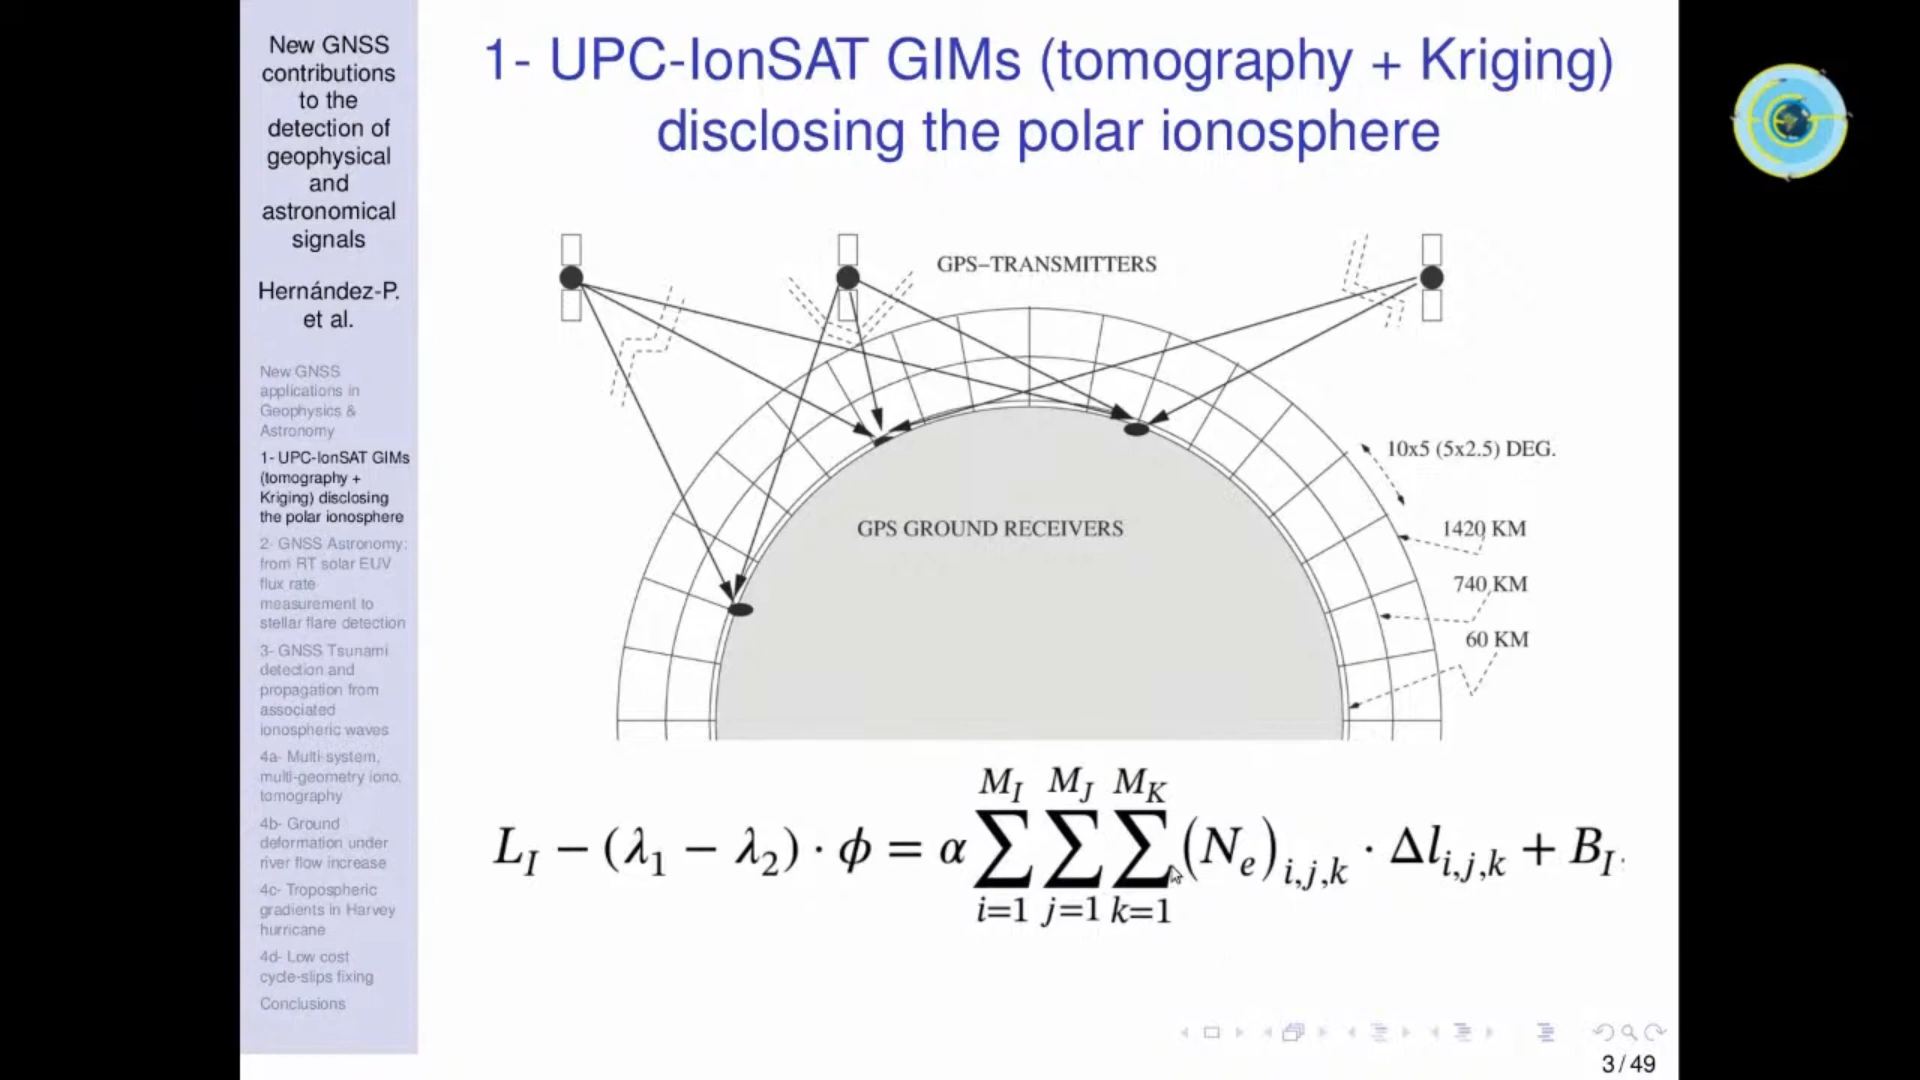 New GNSS
contributions
to the
detection of
geophysical
and
astronomical
signals
Hernández-P.
et al.
New GNSS
applications in
Geophysics &
Astronomy
1- UPC-IonSAT GIMs
(tomography +
Kriging) disclosing
the polar ionosphere
2- GNSS Astronomy:
from RT solar EUV
flux rate
measurement to
stellar flare detection
3- GNSS Tsunami
detection and
propagation from
associated
ionospheric waves
4a- Multi-system,
multi-geometry iono.
tomography
4b- Ground
deformation under
river flow increase
4c- Tropospheric
gradients in Harvey
hurricane
4d- Low cost
cycle-slips fixing
Conclusions
1- UPC-IonSAT GIMs (tomography + Kriging)
disclosing the polar ionosphere
GPS–TRANSMITTERS
10x5 (5x2.5) DEG.
GPS GROUND RECEIVERS
1420 KM
740 KM
60 KM
M_I M_J M_K
L_I − (λ₁ − λ₂) · ϕ = α∑∑∑(N_e)_{i,j,k} · Δl_{i,j,k} + B_I
i=1 j=1 k=1
3 / 49